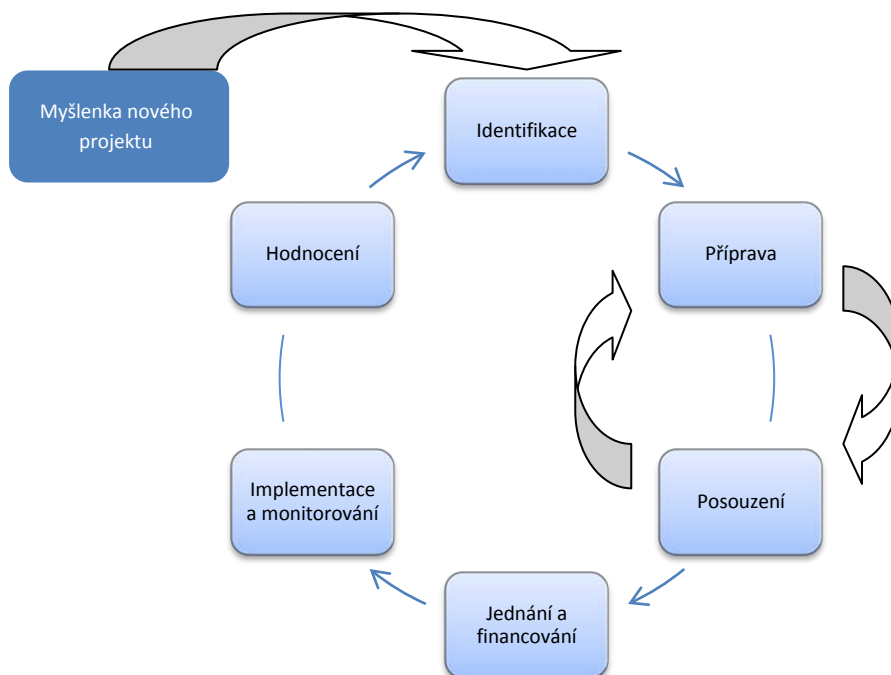 Myšlenka nového
projektu
Identifikace
Příprava
Posouzení
Jednání a
financování
Implementace
a monitorování
Hodnocení